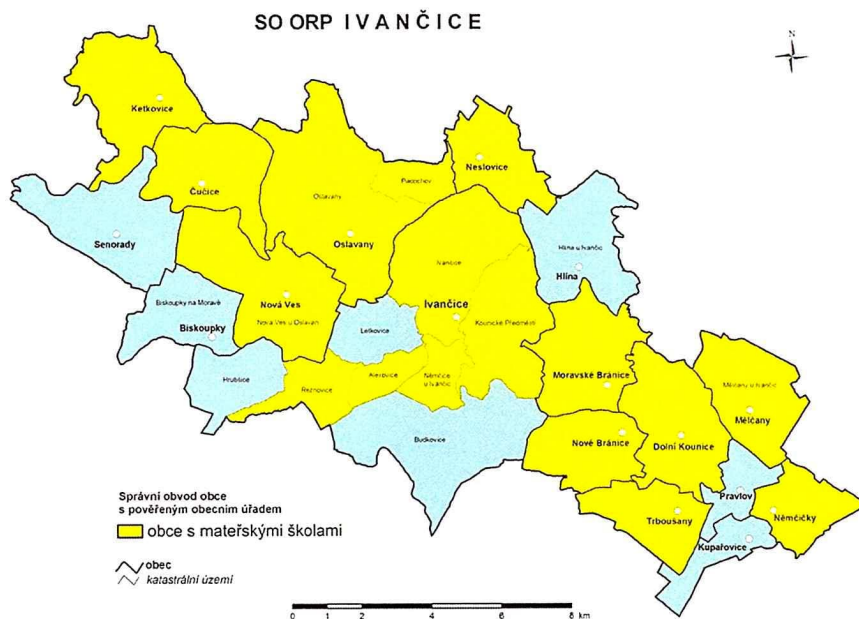 SO ORP IVANČICE
N
Ketkovice
Neslovice
Čučice
Oslavany
Senorady
Oslavany
Hlína u Ivančic
Ivančice
Hlína
Biskoupky na Moravě
Nová Ves
Ivančice
Biskoupky
Nová Ves u Oslavan
Letkovice
Kounické Předměstí
Hrubšice
Řeznovice
Alexovice
Němčice
u Ivančic
Moravské Bránice
Mělčany u Ivančic
Mělčany
Budkovice
Nové Bránice
Dolní Kounice
Pravlov
Trboušany
Němčičky
Kupařovice
Správní obvod obce
s pověřeným obecním úřadem
obce s mateřskými školami
obec
katastrální území
0 1 2 4 6 8 km